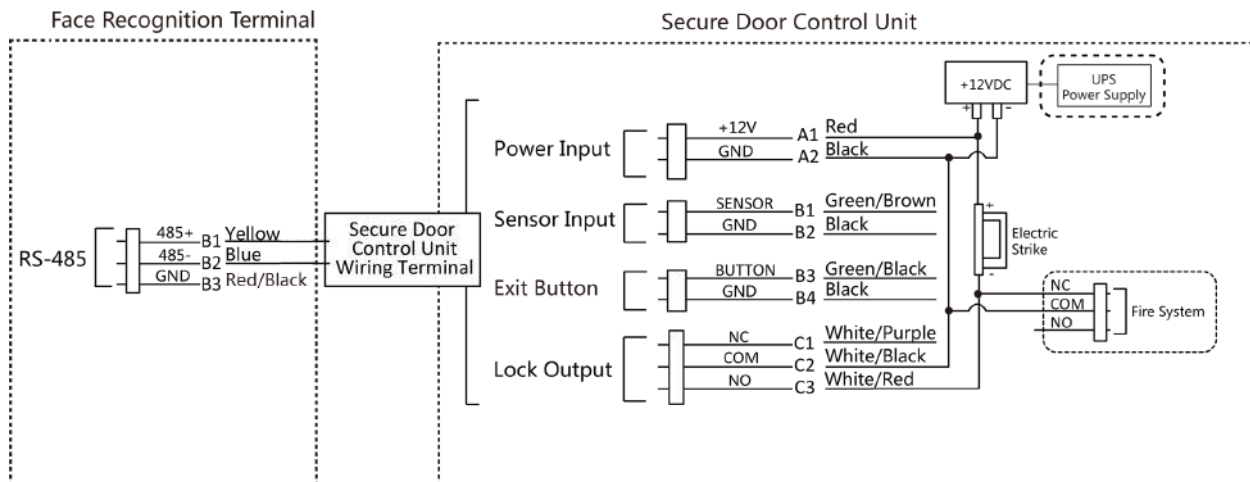 Face Recognition Terminal
Secure Door Control Unit
RS-485
485+ B1 Yellow
485- B2 Blue
GND B3 Red/Black
Secure Door
Control Unit
Wiring Terminal
Power Input
+12V A1 Red
GND A2 Black
Sensor Input
SENSOR B1 Green/Brown
GND B2 Black
Exit Button
BUTTON B3 Green/Black
GND B4 Black
Lock Output
NC C1 White/Purple
COM C2 White/Black
NO C3 White/Red
+12VDC
+ -
UPS
Power Supply
+
Electric
Strike
-
NC
COM
NO
Fire System